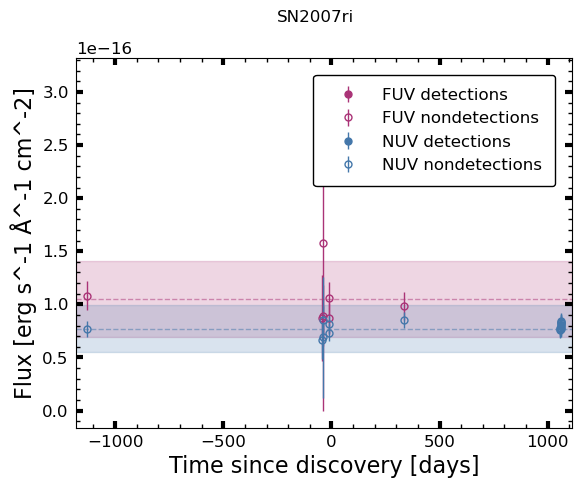 SN2007ri
1e−16
3.0
2.5
2.0
1.5
1.0
0.5
0.0
Flux [erg s^-1 Å^-1 cm^-2]
FUV detections
FUV nondetections
NUV detections
NUV nondetections
−1000 −500 0 500 1000
Time since discovery [days]